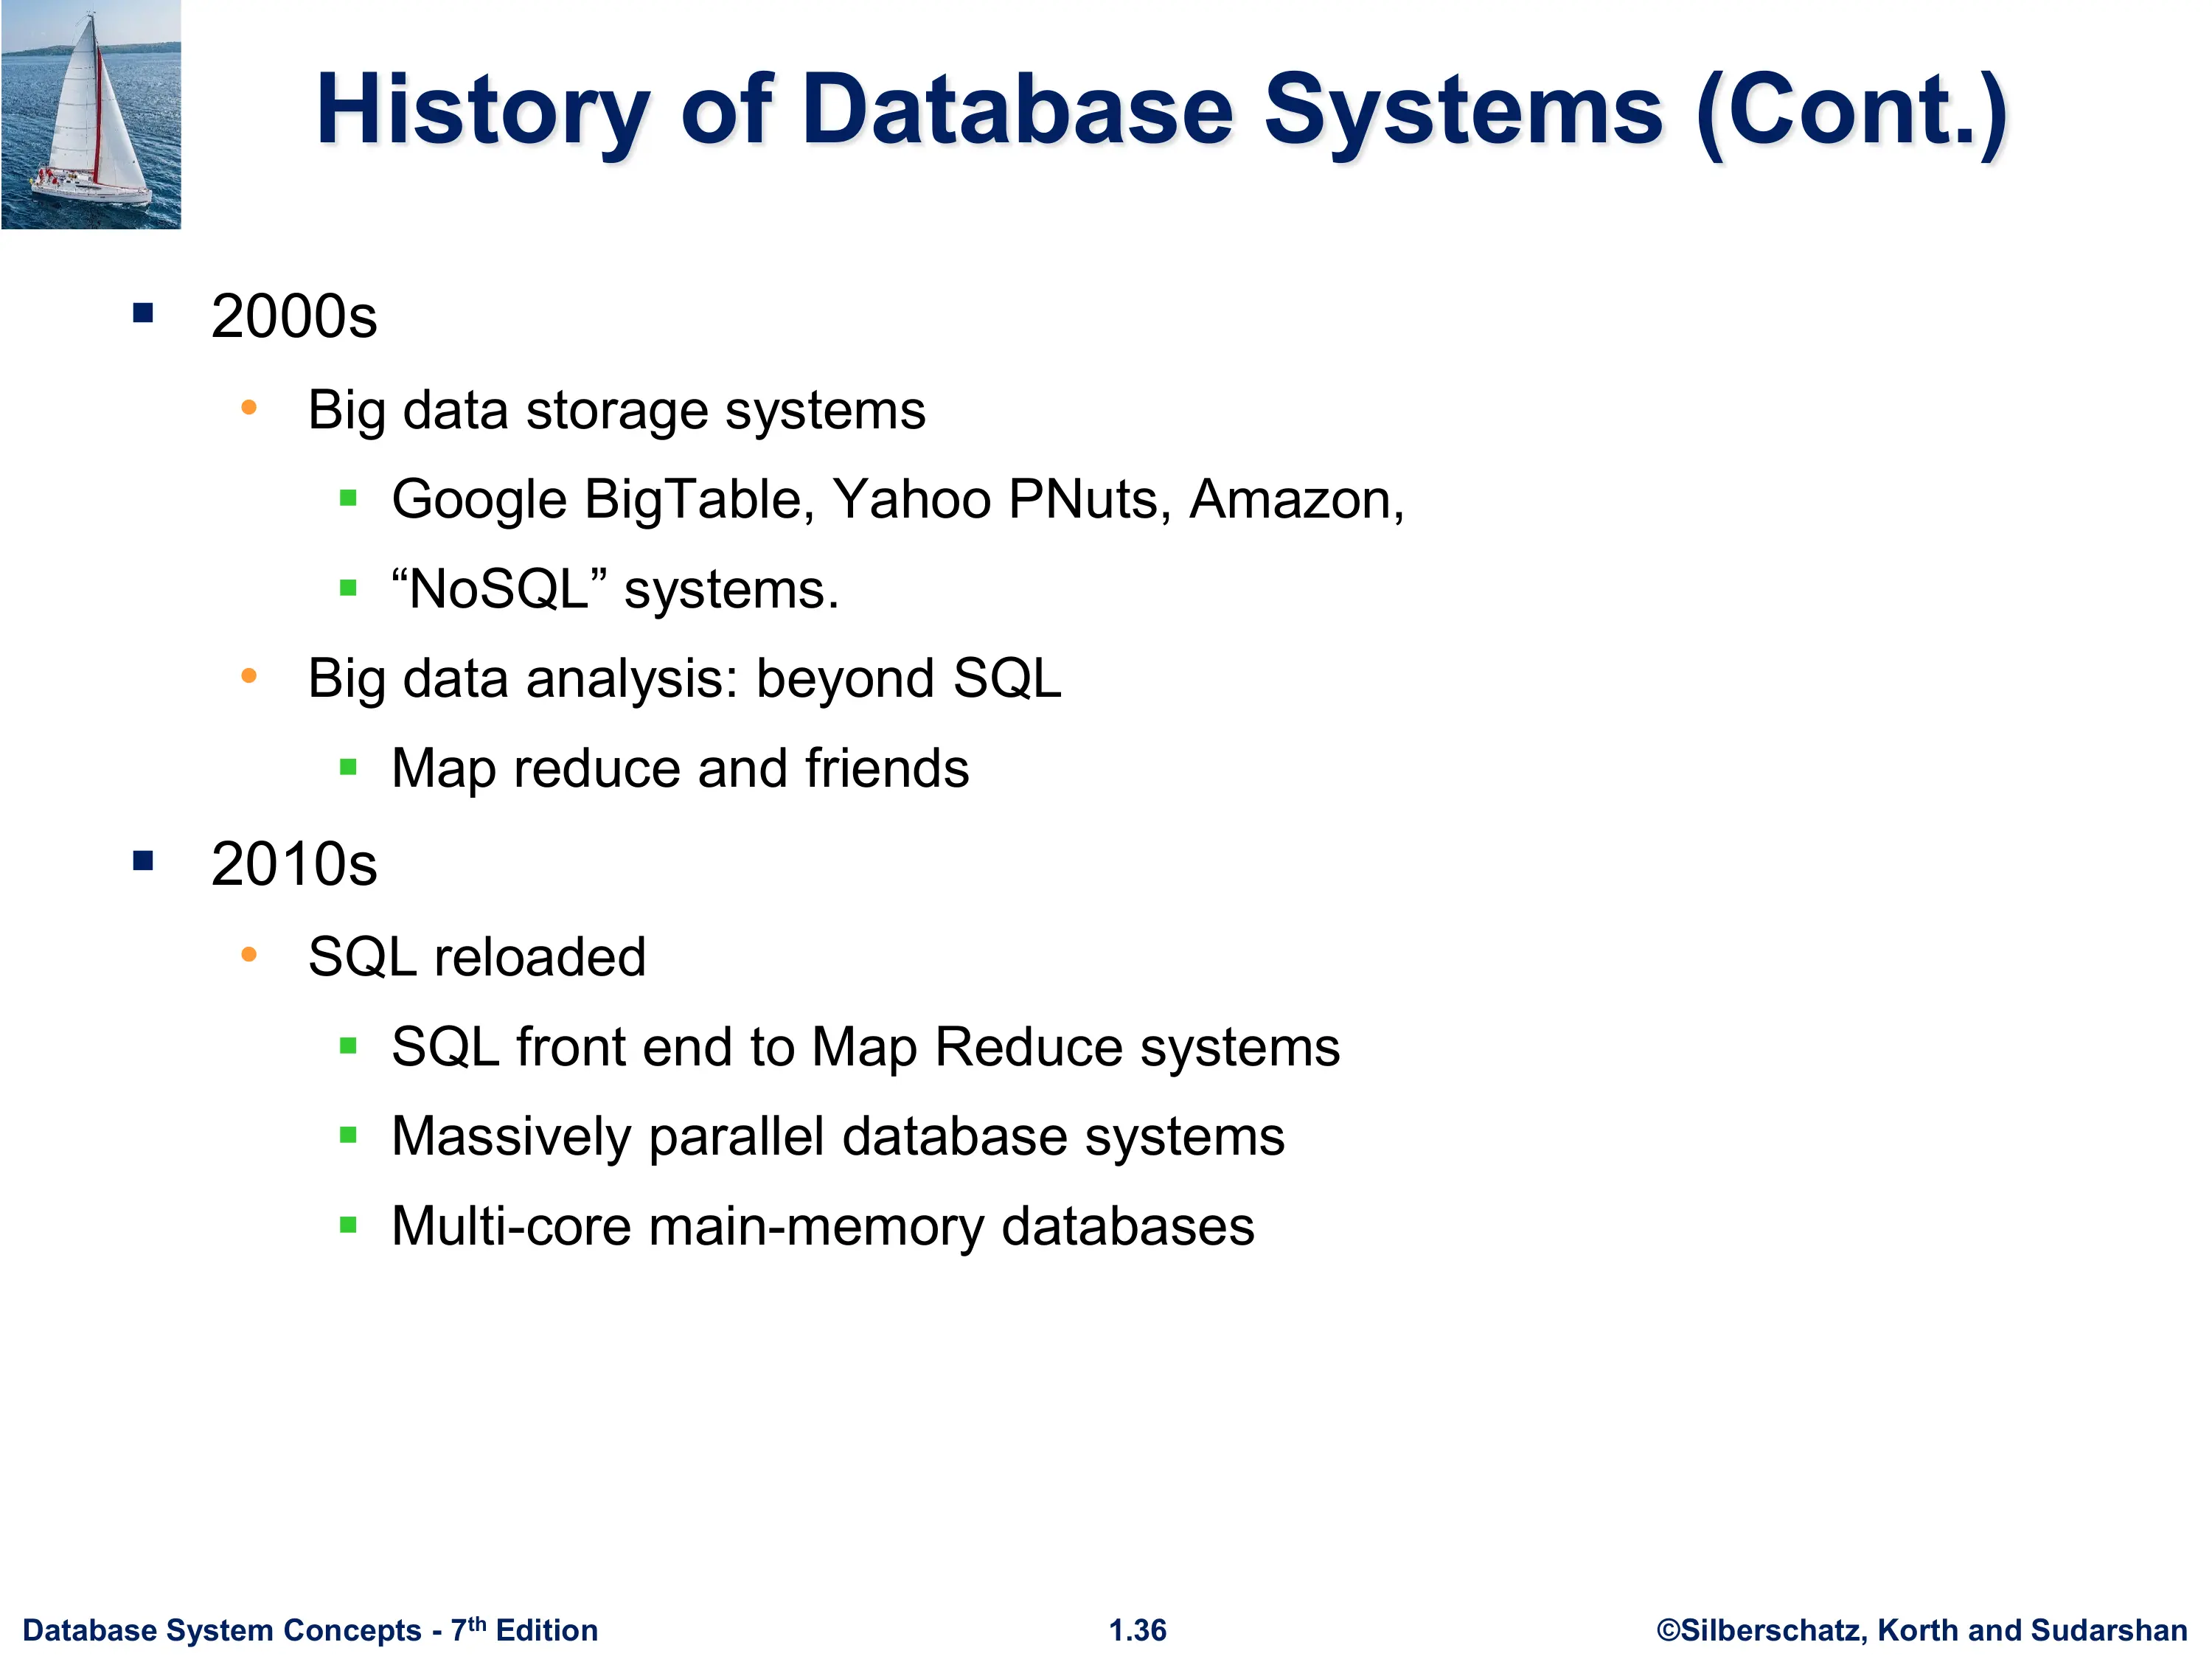 History of Database Systems (Cont.)
2000s
Big data storage systems
Google BigTable, Yahoo PNuts, Amazon,
“NoSQL” systems.
Big data analysis: beyond SQL
Map reduce and friends
2010s
SQL reloaded
SQL front end to Map Reduce systems
Massively parallel database systems
Multi-core main-memory databases
Database System Concepts - 7th Edition
1.36
©Silberschatz, Korth and Sudarshan